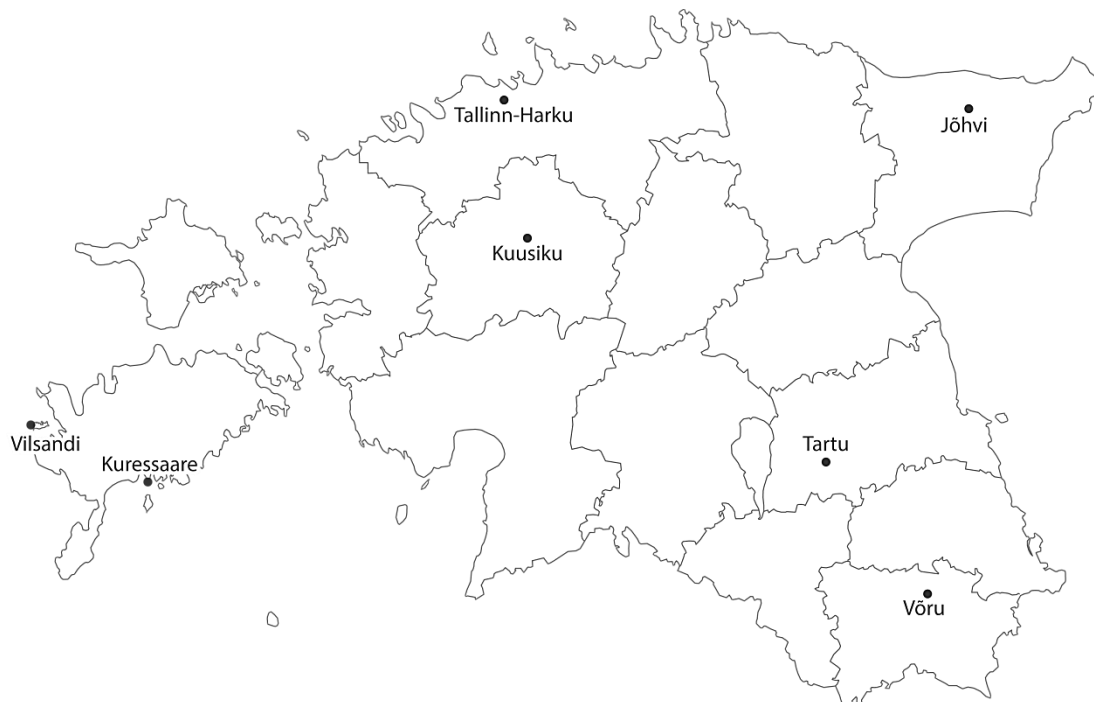 Tallinn-Harku
Jõhvi
Kuusiku
Vilsandi
Kuressaare
Tartu
Võru